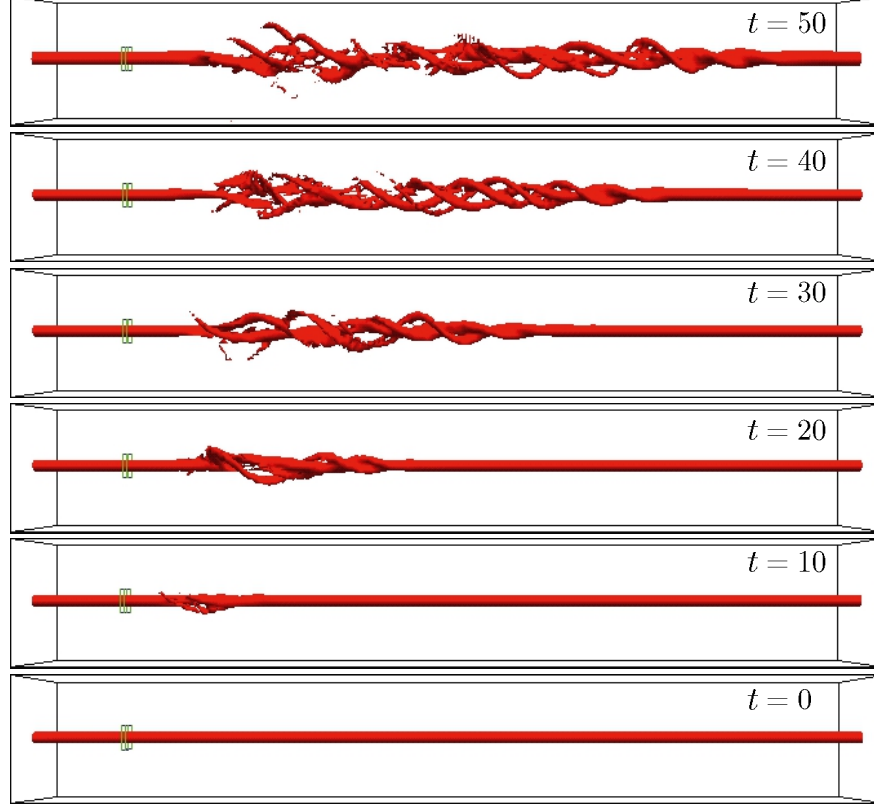 t = 50
t = 40
t = 30
t = 20
t = 10
t = 0